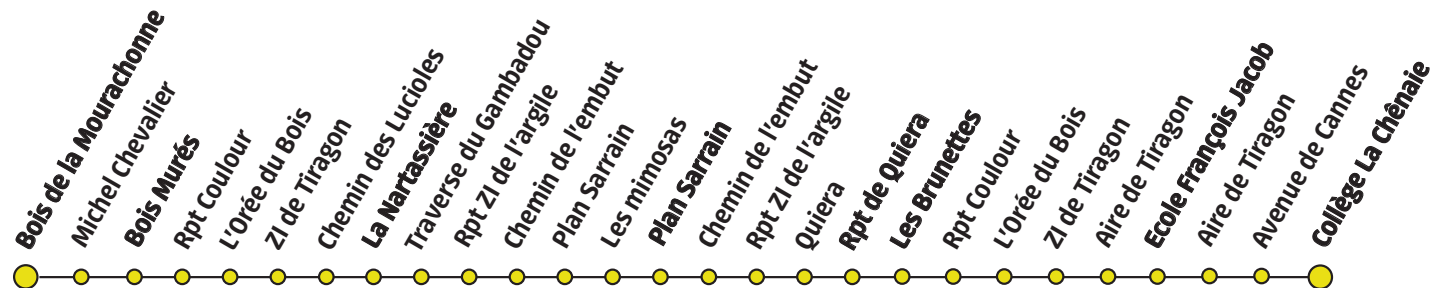 Bois de la Mourachonne
Michel Chevalier
Bois Murés
Rpt Coulour
L'Orée du Bois
ZI de Tiragon
Chemin des Lucioles
La Nartassière
Traverse du Gambadou
Rpt ZI de l'argile
Chemin de l'embut
Plan Sarrain
Les mimosas
Plan Sarrain
Chemin de l'embut
Rpt ZI de l'argile
Quiera
Rpt de Quiera
Les Brunettes
Rpt Coulour
L'Orée du Bois
ZI de Tiragon
Aire de Tiragon
Ecole François Jacob
Aire de Tiragon
Avenue de Cannes
Collège La Chênaie